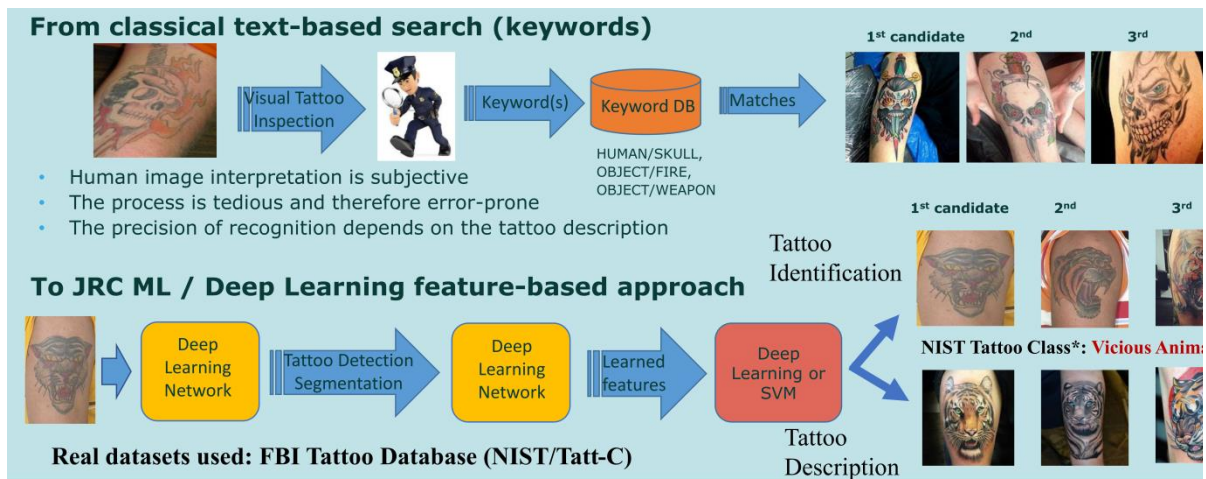 From classical text-based search (keywords)
1st candidate
2nd
3rd
Visual Tattoo
Inspection
Keyword(s)
Keyword DB
Matches
HUMAN/SKULL,
OBJECT/FIRE,
OBJECT/WEAPON
• Human image interpretation is subjective
• The process is tedious and therefore error-prone
• The precision of recognition depends on the tattoo description
1st candidate
2nd
3rd
Tattoo
Identification
To JRC ML / Deep Learning feature-based approach
Deep
Learning
Network
Tattoo Detection
Segmentation
Deep
Learning
Network
Learned
features
Deep
Learning or
SVM
NIST Tattoo Class*: Vicious Anima
Tattoo
Description
Real datasets used: FBI Tattoo Database (NIST/Tatt-C)